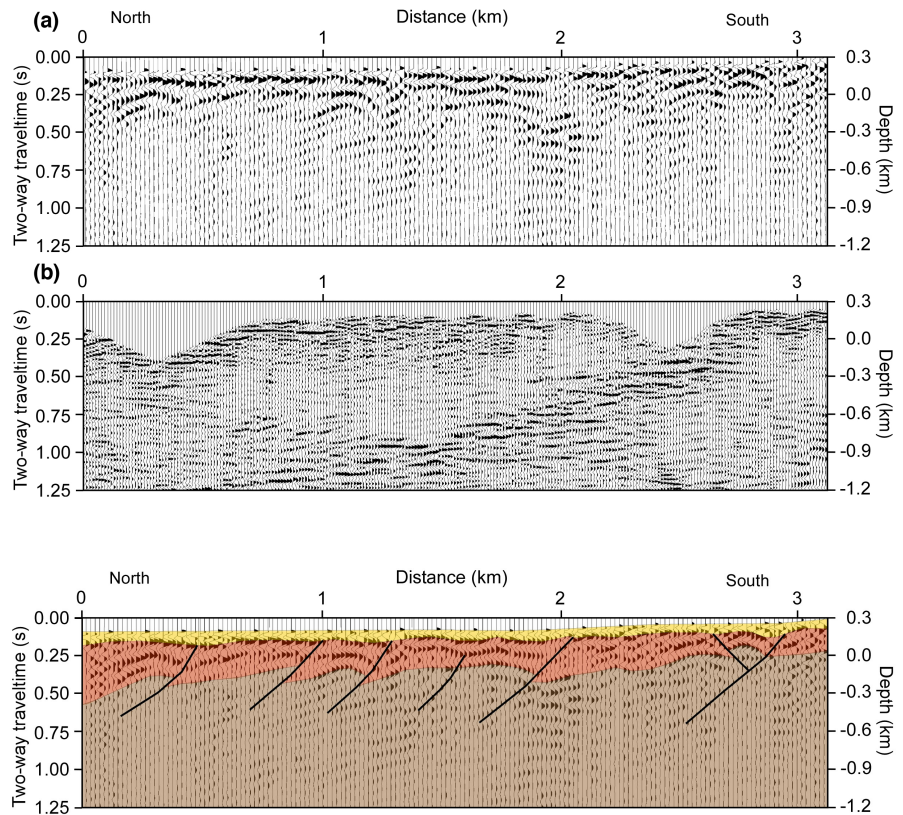 (a) North Distance (km) South
0 1 2 3
0.00 0.3
0.25 0.0
0.50 -0.3
0.75 -0.6
1.00 -0.9
1.25 -1.2
Two-way traveltime (s)
Depth (km)
(b)
0 1 2 3
0.00 0.3
0.25 0.0
0.50 -0.3
0.75 -0.6
1.00 -0.9
1.25 -1.2
Two-way traveltime (s)
Depth (km)
North Distance (km) South
0 1 2 3
0.00 0.3
0.25 0.0
0.50 -0.3
0.75 -0.6
1.00 -0.9
1.25 -1.2
Two-way traveltime (s)
Depth (km)